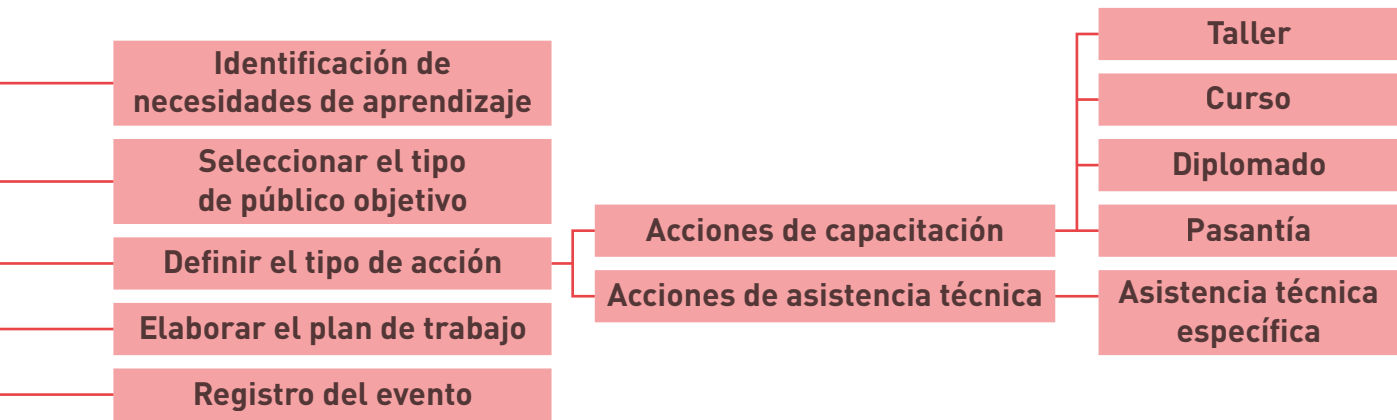 Identificación de
necesidades de aprendizaje
Seleccionar el tipo
de público objetivo
Definir el tipo de acción
Elaborar el plan de trabajo
Registro del evento
Acciones de capacitación
Acciones de asistencia técnica
Taller
Curso
Diplomado
Pasantía
Asistencia técnica
específica